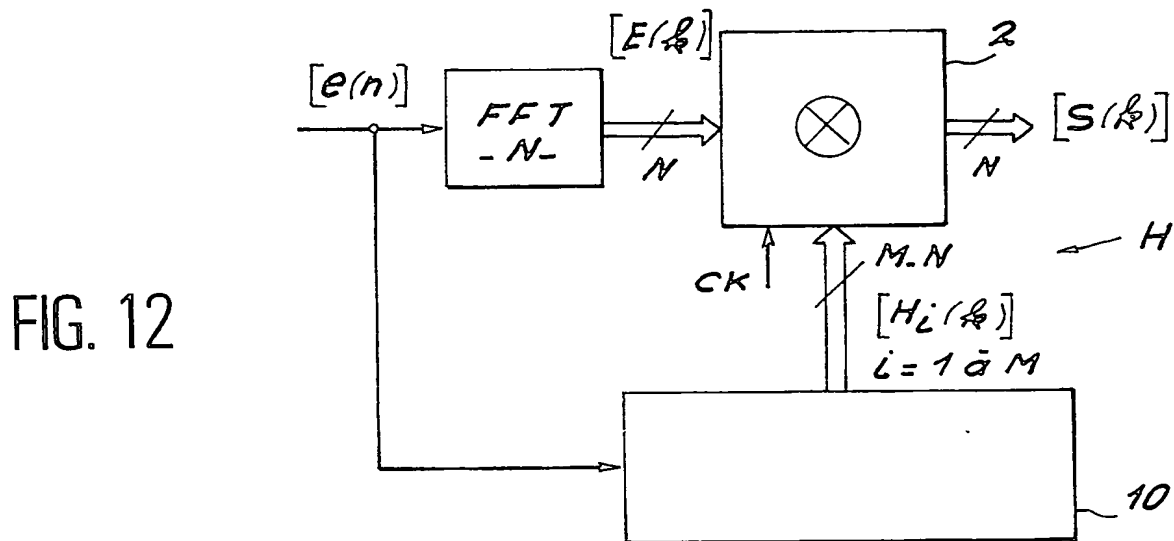 [E(k)]
2
[e(n)]
FFT
-N-
N
N
[S(k)]
H
CK
M.N
[Hi(k)]
i = 1 à M
FIG. 12
10